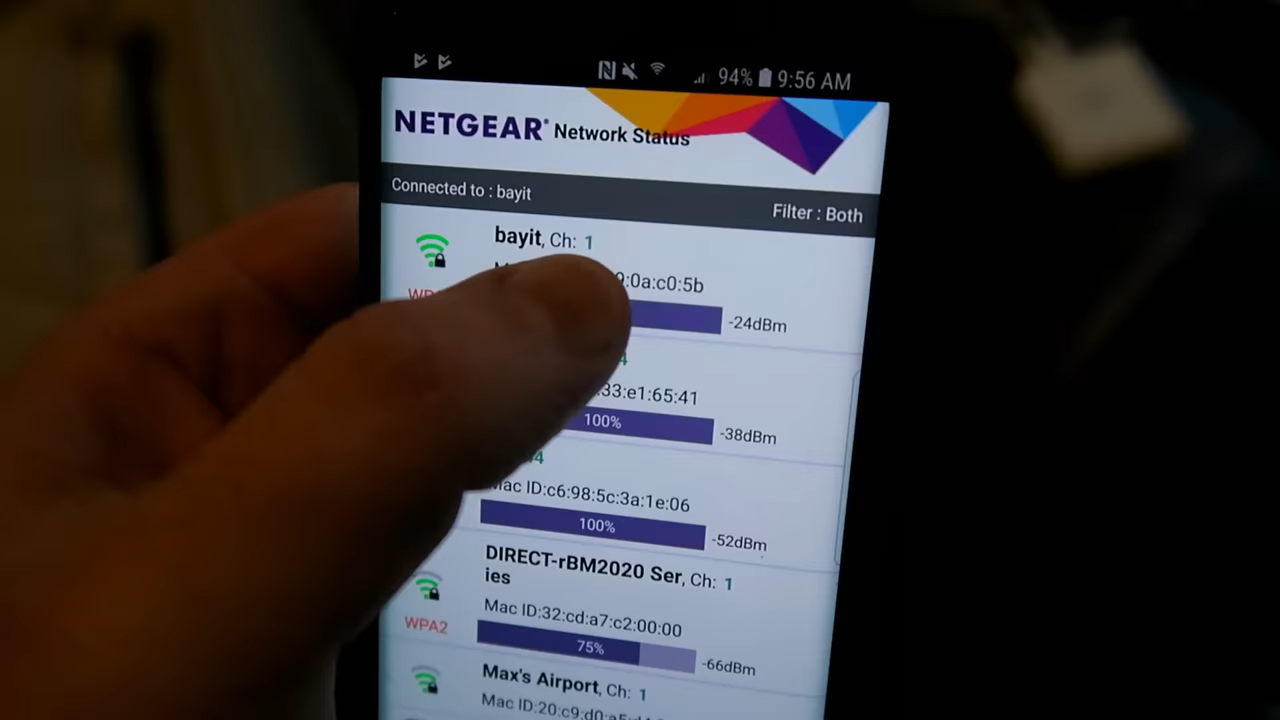 94% 9:56 AM
NETGEAR® Network Status
Connected to : bayit
Filter : Both
bayit, Ch: 1
:0a:c0:5b
-24dBm
4
:33:e1:65:41
100%
-38dBm
4
Mac ID:c6:98:5c:3a:1e:06
100%
-52dBm
DIRECT-rBM2020 Ser, Ch: 1
ies
Mac ID:32:cd:a7:c2:00:00
WPA2
75%
-66dBm
Max's Airport, Ch: 1
Mac ID:20:c9:d0:a5: